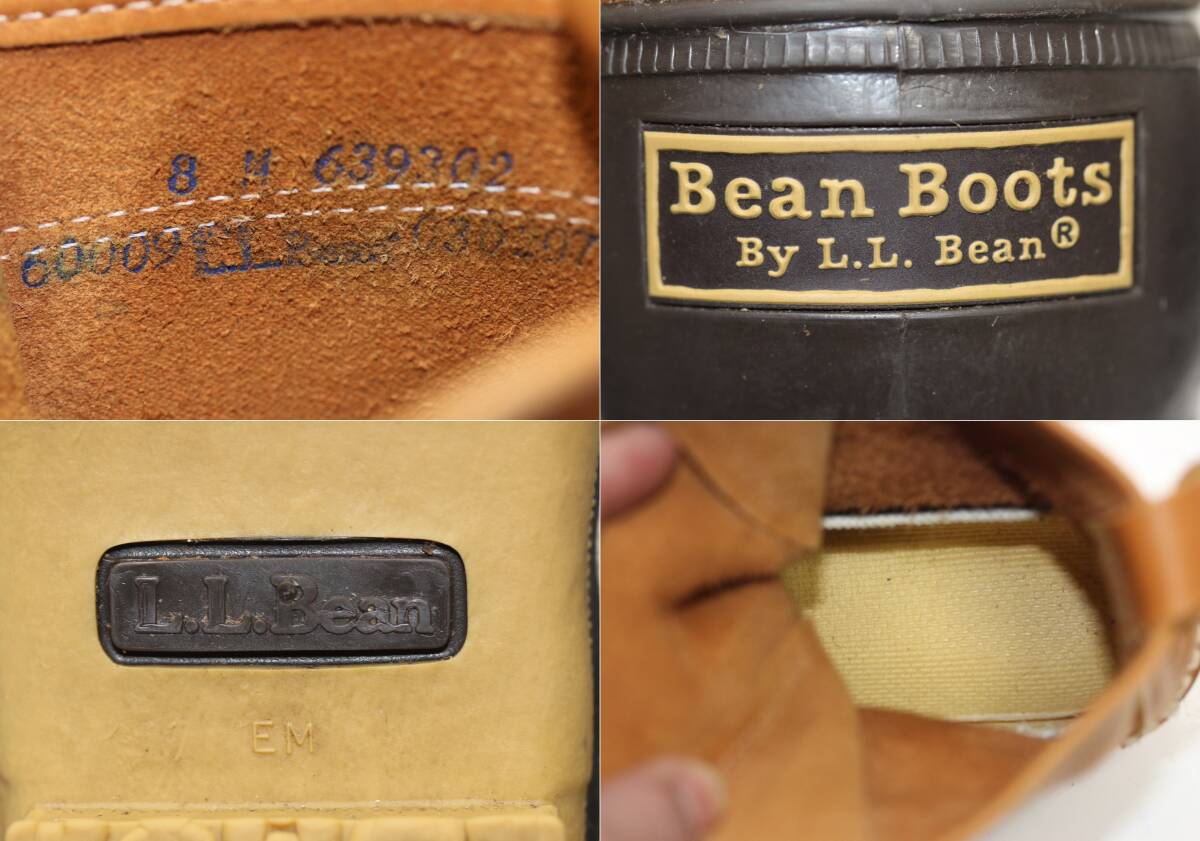 8 M 639302
60009 L.L. Bean
Bean Boots
By L.L. Bean®
L.L.Bean
EM